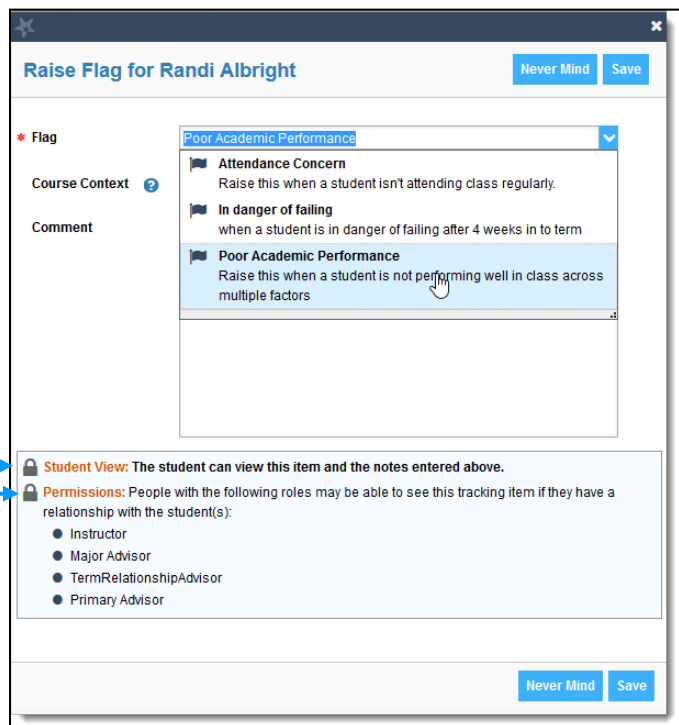 Raise Flag for Randi Albright
Never Mind
Save
* Flag
Poor Academic Performance
Attendance Concern
Raise this when a student isn't attending class regularly.
Course Context ?
In danger of failing
when a student is in danger of failing after 4 weeks in to term
Comment
Poor Academic Performance
Raise this when a student is not performing well in class across
multiple factors
Student View: The student can view this item and the notes entered above.
Permissions: People with the following roles may be able to see this tracking item if they have a
relationship with the student(s):
Instructor
Major Advisor
TermRelationshipAdvisor
Primary Advisor
Never Mind
Save